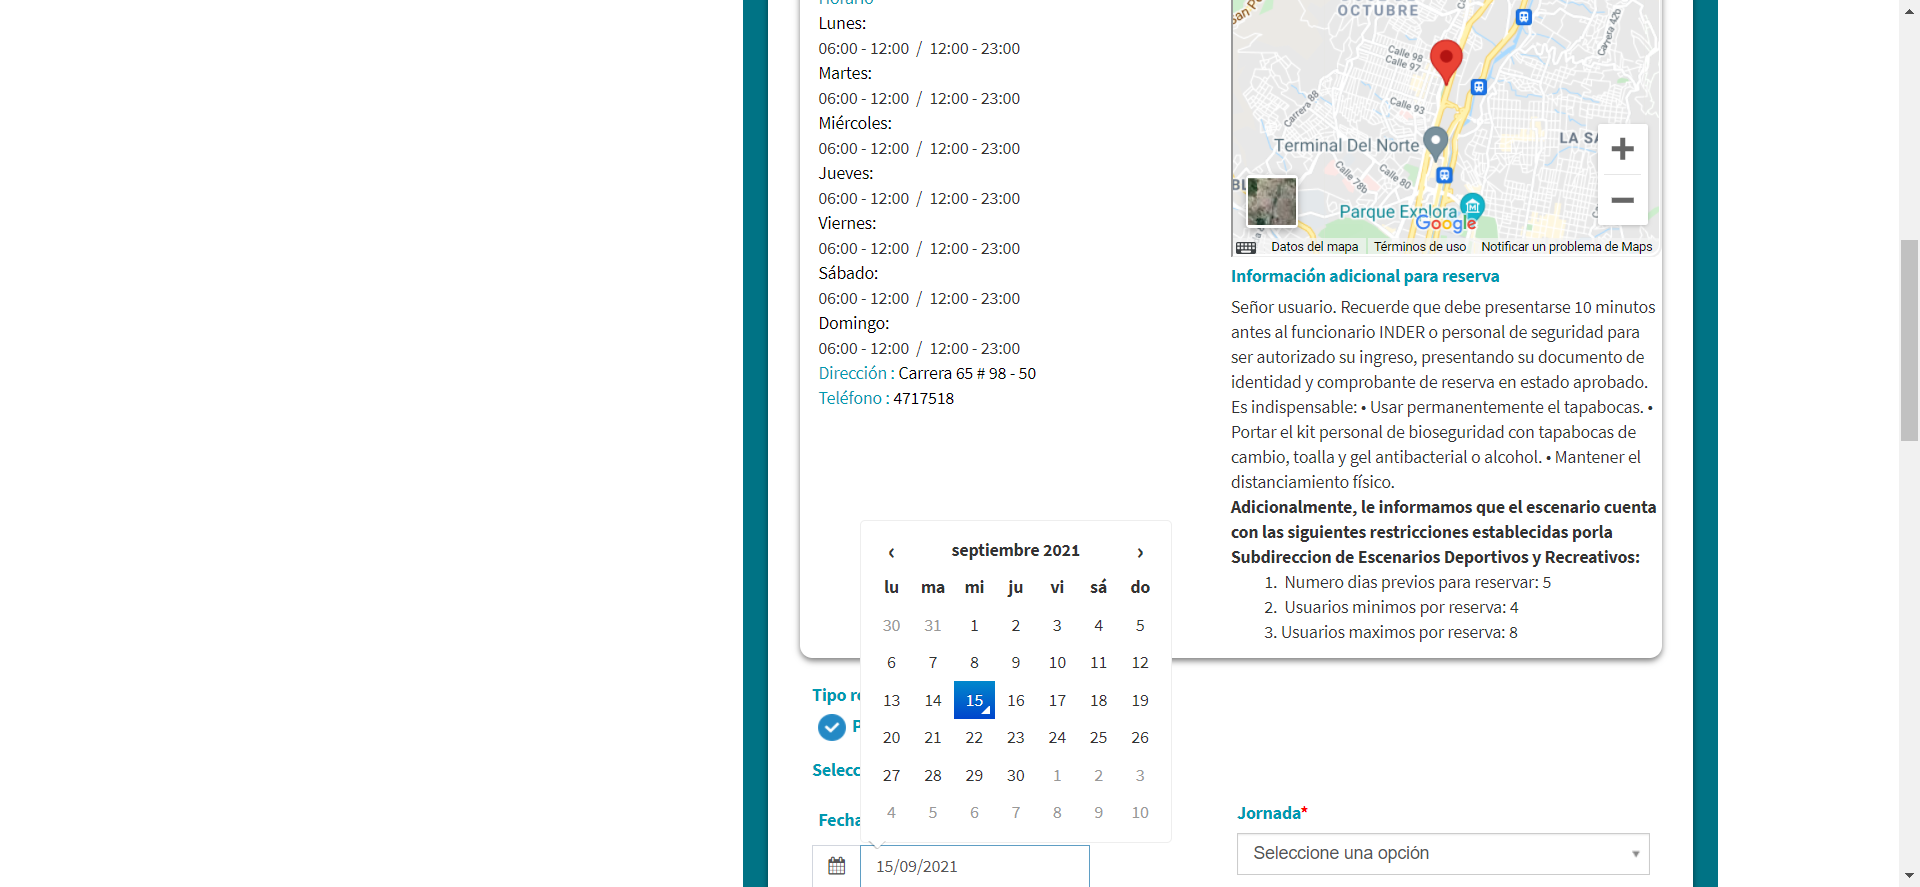 Horario
Lunes:
06:00 - 12:00 / 12:00 - 23:00
Martes:
06:00 - 12:00 / 12:00 - 23:00
Miércoles:
06:00 - 12:00 / 12:00 - 23:00
Jueves:
06:00 - 12:00 / 12:00 - 23:00
Viernes:
06:00 - 12:00 / 12:00 - 23:00
Sábado:
06:00 - 12:00 / 12:00 - 23:00
Domingo:
06:00 - 12:00 / 12:00 - 23:00
Dirección : Carrera 65 # 98 - 50
Teléfono : 4717518
OCTUBRE
Carrera 42b
Calle 98
Calle 97
Calle 93
Carrera 88
Terminal Del Norte
LA SA
Calle 78b
Calle 80
Parque Explora
Google
Datos del mapa
Términos de uso
Notificar un problema de Maps
Información adicional para reserva
Señor usuario. Recuerde que debe presentarse 10 minutos
antes al funcionario INDER o personal de seguridad para
ser autorizado su ingreso, presentando su documento de
identidad y comprobante de reserva en estado aprobado.
Es indispensable: • Usar permanentemente el tapabocas. •
Portar el kit personal de bioseguridad con tapabocas de
cambio, toalla y gel antibacterial o alcohol. • Mantener el
distanciamiento físico.
Adicionalmente, le informamos que el escenario cuenta
con las siguientes restricciones establecidas porla
Subdireccion de Escenarios Deportivos y Recreativos:
1. Numero dias previos para reservar: 5
2. Usuarios minimos por reserva: 4
3. Usuarios maximos por reserva: 8
‹ septiembre 2021 ›
lu ma mi ju vi sá do
30 31 1 2 3 4 5
6 7 8 9 10 11 12
13 14 15 16 17 18 19
20 21 22 23 24 25 26
27 28 29 30 1 2 3
4 5 6 7 8 9 10
Tipo re
P
Selecc
Fecha
15/09/2021
Jornada*
Seleccione una opción